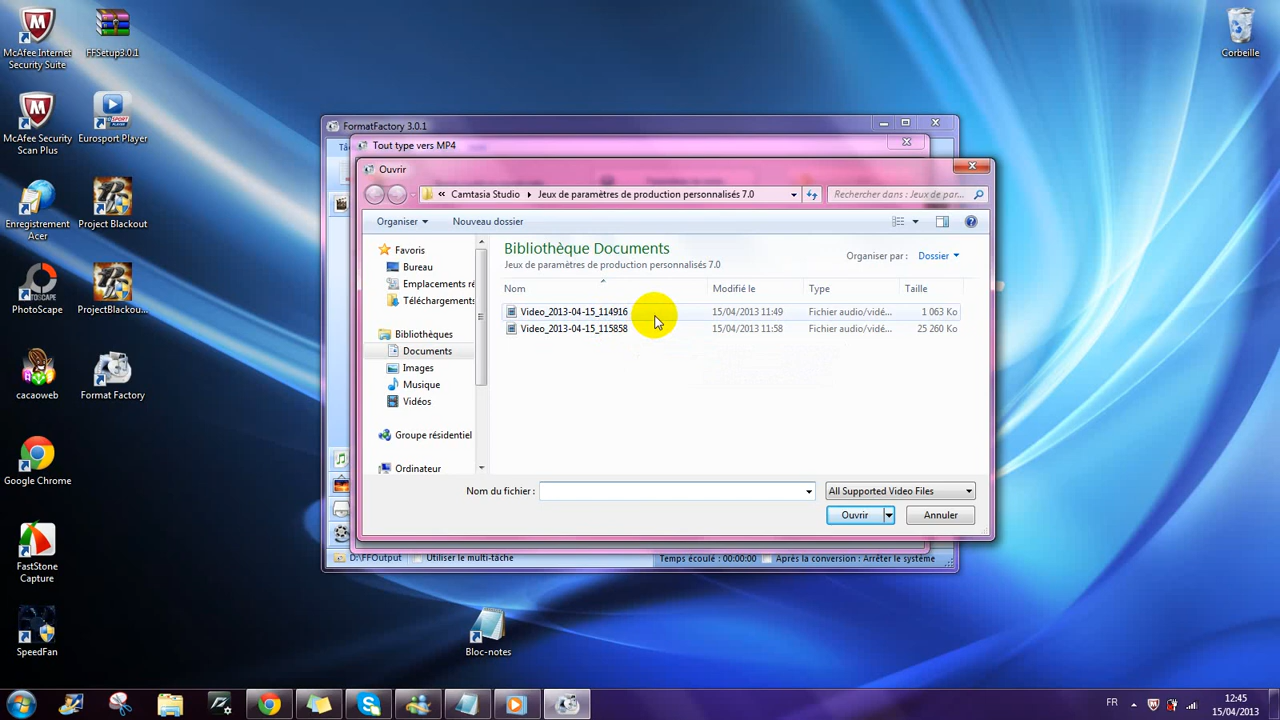 McAfee Internet
Security Suite
FFSetup3.0.1
Corbeille
McAfee Security
Scan Plus
Eurosport Player
Enregistrement
Acer
Project Blackout
PhotoScape
ProjectBlackou...
cacaoweb
Format Factory
Google Chrome
FastStone
Capture
SpeedFan
Bloc-notes
FormatFactory 3.0.1
Tout type vers MP4
Ouvrir
« Camtasia Studio
Jeux de paramètres de production personnalisés 7.0
Rechercher dans : Jeux de par...
Organiser
Nouveau dossier
Favoris
Bureau
Emplacements ré
Téléchargements
Bibliothèques
Documents
Images
Musique
Vidéos
Groupe résidentiel
Ordinateur
Bibliothèque Documents
Jeux de paramètres de production personnalisés 7.0
Organiser par : Dossier
Nom Modifié le Type Taille
Video_2013-04-15_114916 15/04/2013 11:49 Fichier audio/vidé... 1 063 Ko
Video_2013-04-15_115858 15/04/2013 11:58 Fichier audio/vidé... 25 260 Ko
Nom du fichier :
All Supported Video Files
Ouvrir
Annuler
D:\FFOutput
Utiliser le multi-tâche
Temps écoulé : 00:00:00
Après la conversion : Arrêter le système
FR
12:45
15/04/2013